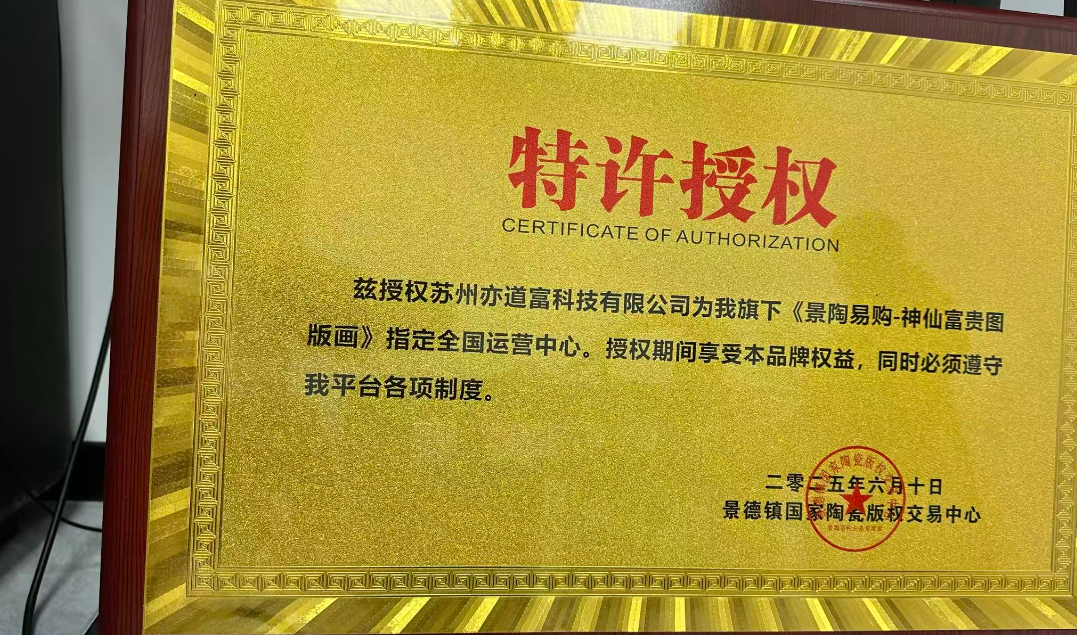 特许授权
CERTIFICATE OF AUTHORIZATION
兹授权苏州亦道富科技有限公司为我旗下《景陶易购-神仙富贵图
版画》指定全国运营中心。授权期间享受本品牌权益，同时必须遵守
我平台各项制度。
二零二五年六月十日
景德镇国家陶瓷版权交易中心